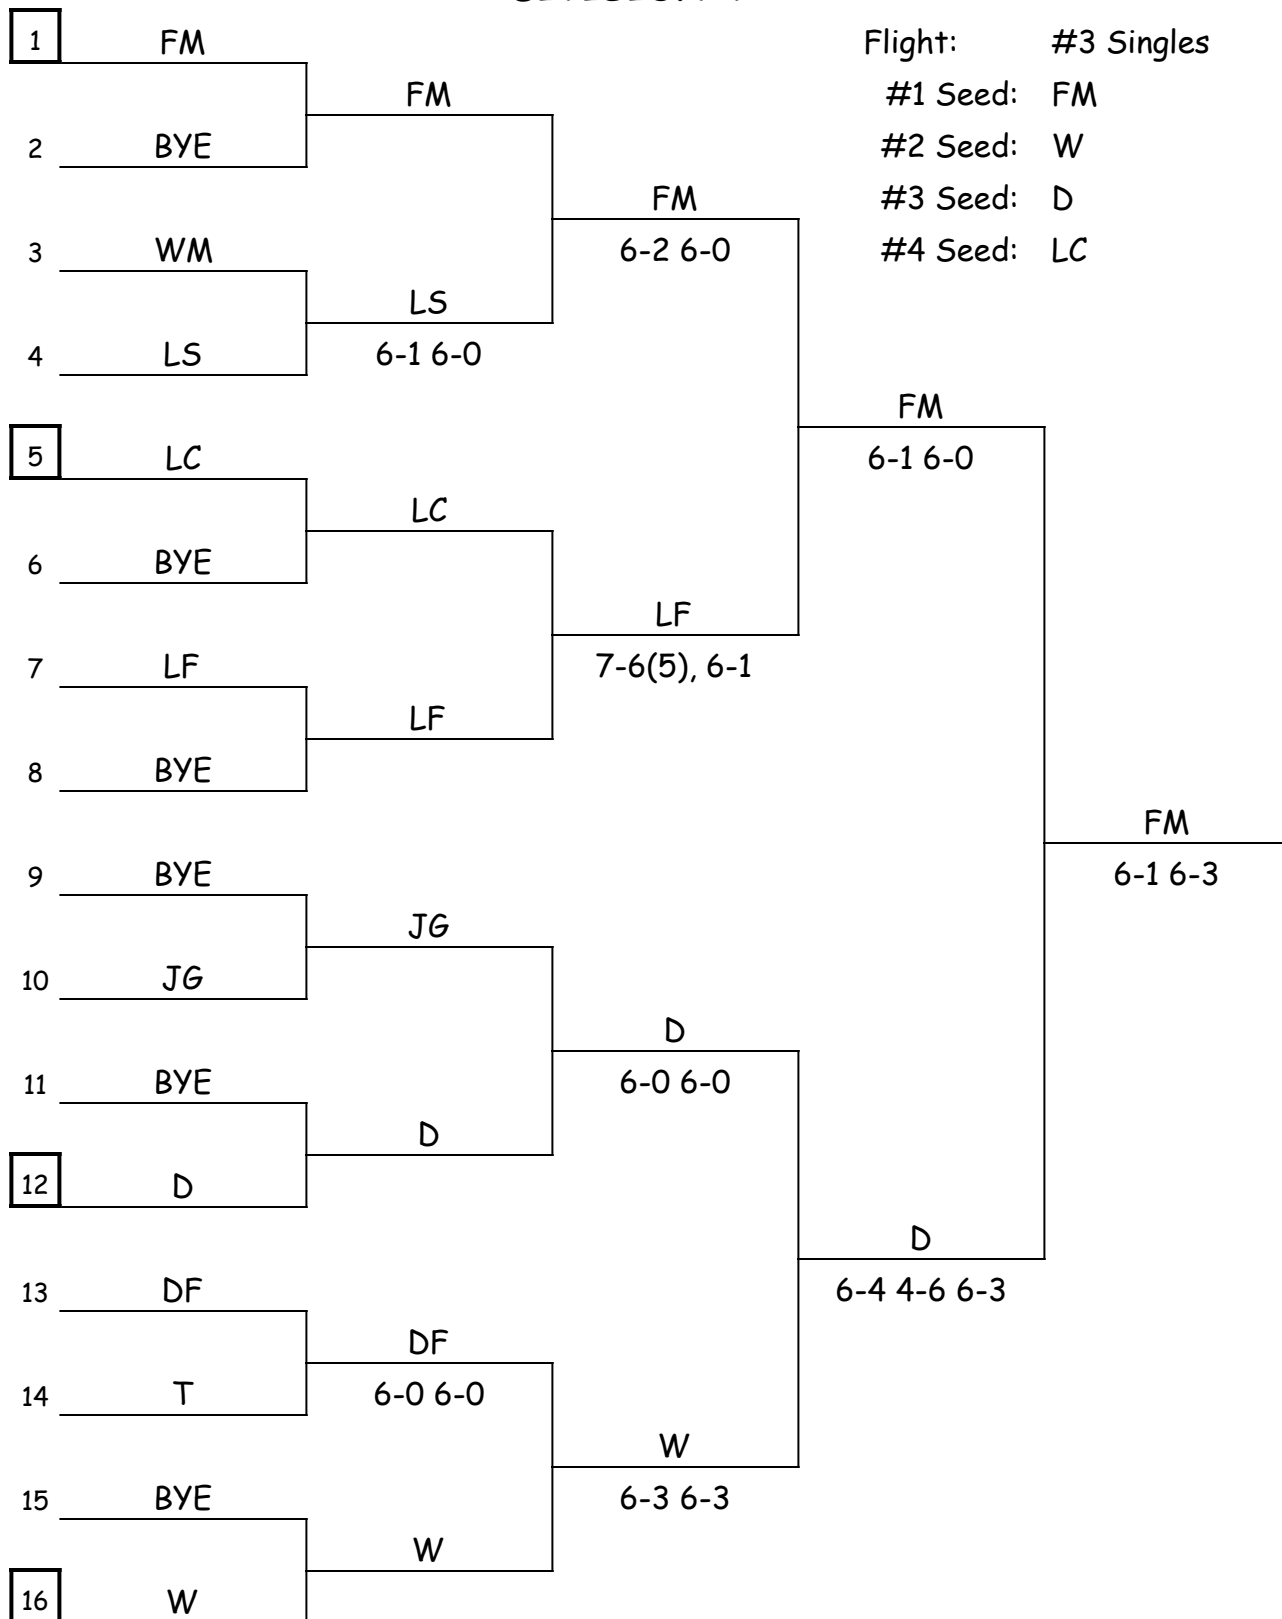 1 FM Flight: #3 Singles
FM #1 Seed: FM
2 BYE #2 Seed: W
FM #3 Seed: D
3 WM 6-2 6-0 #4 Seed: LC
LS
4 LS 6-1 6-0
FM
5 LC 6-1 6-0
LC
6 BYE
LF
7 LF 7-6(5), 6-1
LF
8 BYE
FM
9 BYE 6-1 6-3
JG
10 JG
D
11 BYE 6-0 6-0
D
12 D
D
13 DF 6-4 4-6 6-3
DF
14 T 6-0 6-0
W
15 BYE 6-3 6-3
W
16 W